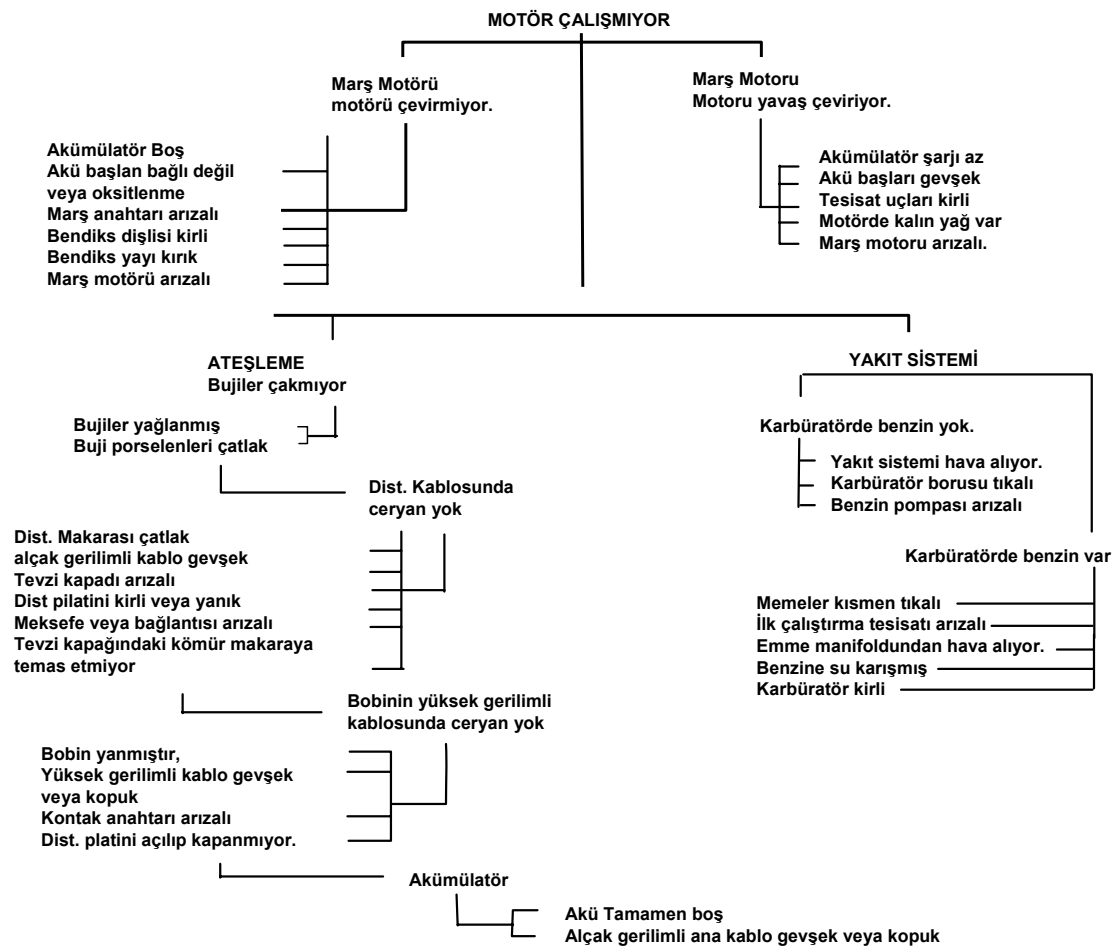 MOTÖR ÇALIŞMIYOR
Marş Motörü
motörü çevirmiyor.
Marş Motoru
Motoru yavaş çeviriyor.
Akümülatör Boş
Akü başlan bağlı değil
veya oksitlenme
Marş anahtarı arızalı
Bendiks dişlisi kirli
Bendiks yayı kırık
Marş motörü arızalı
Akümülatör şarjı az
Akü başları gevşek
Tesisat uçları kirli
Motörde kalın yağ var
Marş motoru arızalı.
ATEŞLEME
Bujiler çakmıyor
Bujiler yağlanmış
Buji porselenleri çatlak
Dist. Kablosunda
ceryan yok
Dist. Makarası çatlak
alçak gerilimli kablo gevşek
Tevzi kapadı arızalı
Dist pilatini kirli veya yanık
Meksefe veya bağlantısı arızalı
Tevzi kapağındaki kömür makaraya
temas etmiyor
Bobinin yüksek gerilimli
kablosunda ceryan yok
Bobin yanmıştır,
Yüksek gerilimli kablo gevşek
veya kopuk
Kontak anahtarı arızalı
Dist. platini açılıp kapanmıyor.
Akümülatör
Akü Tamamen boş
Alçak gerilimli ana kablo gevşek veya kopuk
YAKIT SİSTEMİ
Karbüratörde benzin yok.
Yakıt sistemi hava alıyor.
Karbüratör borusu tıkalı
Benzin pompası arızalı
Karbüratörde benzin var
Memeler kısmen tıkalı
İlk çalıştırma tesisatı arızalı
Emme manifoldundan hava alıyor.
Benzine su karışmış
Karbüratör kirli